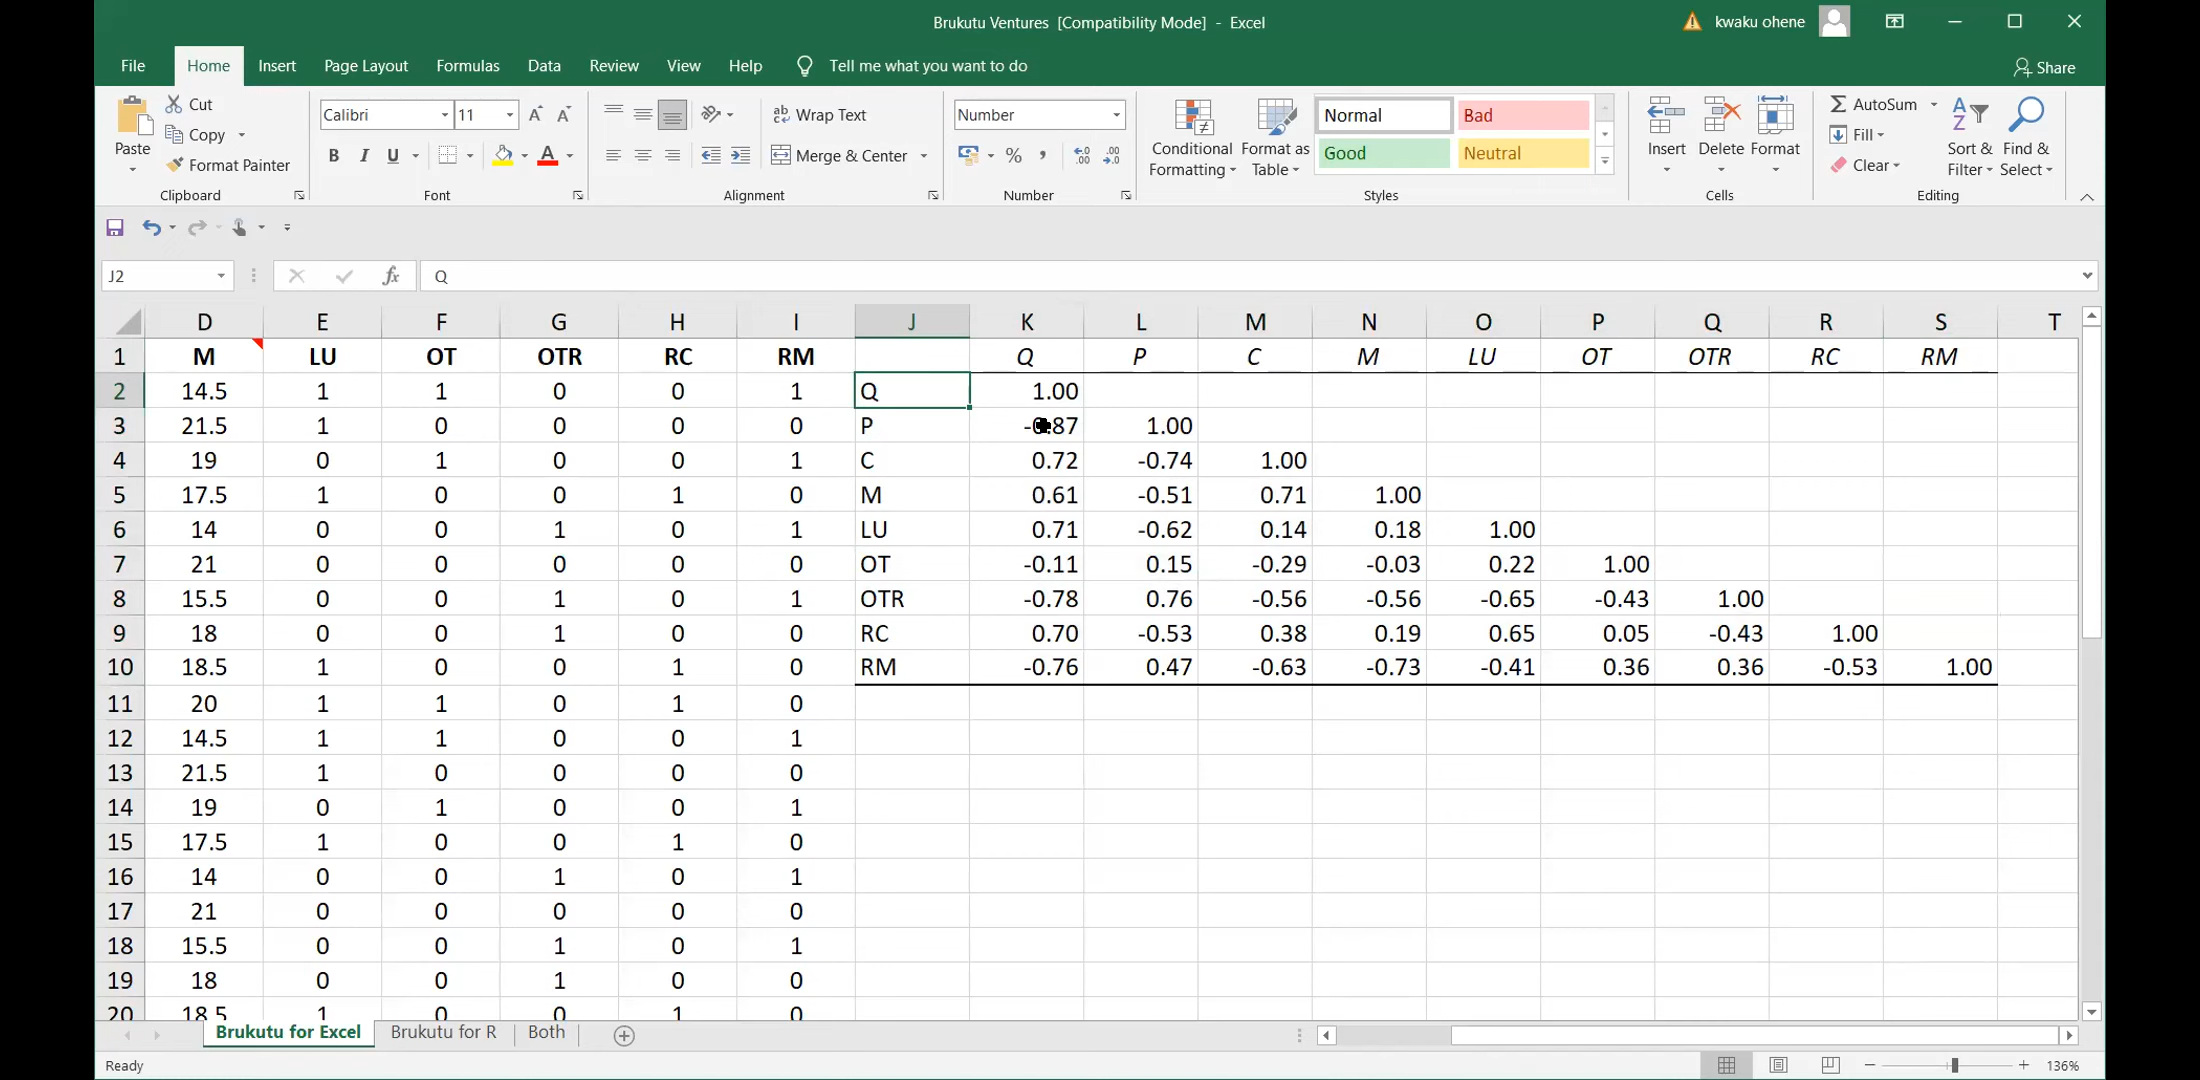 Brukutu Ventures [Compatibility Mode] - Excel
kwaku ohene
File Home Insert Page Layout Formulas Data Review View Help Tell me what you want to do
Share
Paste
Cut
Copy
Format Painter
Clipboard
Calibri 11
B I U
Font
Wrap Text
Merge & Center
Alignment
Number
%
Number
Conditional Formatting
Format as Table
Normal Bad
Good Neutral
Styles
Insert
Delete
Format
Cells
AutoSum
Fill
Clear
Sort & Filter
Find & Select
Editing
J2 fx Q
D E F G H I J K L M N O P Q R S T
1 M LU OT OTR RC RM Q P C M LU OT OTR RC RM
2 14.5 1 1 0 0 1 Q 1.00
3 21.5 1 0 0 0 0 P -0.87 1.00
4 19 0 1 0 0 1 C 0.72 -0.74 1.00
5 17.5 1 0 0 1 0 M 0.61 -0.51 0.71 1.00
6 14 0 0 1 0 1 LU 0.71 -0.62 0.14 0.18 1.00
7 21 0 0 0 0 0 OT -0.11 0.15 -0.29 -0.03 0.22 1.00
8 15.5 0 0 1 0 1 OTR -0.78 0.76 -0.56 -0.56 -0.65 -0.43 1.00
9 18 0 0 1 0 0 RC 0.70 -0.53 0.38 0.19 0.65 0.05 -0.43 1.00
10 18.5 1 0 0 1 0 RM -0.76 0.47 -0.63 -0.73 -0.41 0.36 0.36 -0.53 1.00
11 20 1 1 0 1 0
12 14.5 1 1 0 0 1
13 21.5 1 0 0 0 0
14 19 0 1 0 0 1
15 17.5 1 0 0 1 0
16 14 0 0 1 0 1
17 21 0 0 0 0 0
18 15.5 0 0 1 0 1
19 18 0 0 1 0 0
20 18.5 1 0 0 1 0
Brukutu for Excel Brukutu for R Both
Ready
136%